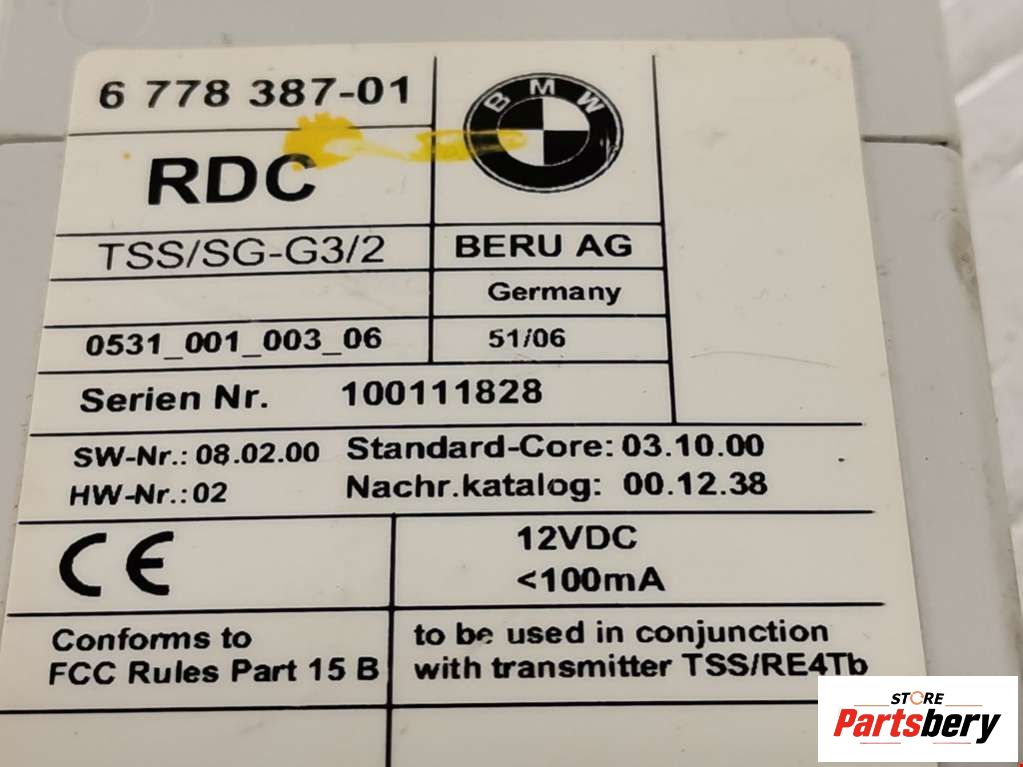 6 778 387-01
BMW
RDC
TSS/SG-G3/2
BERU AG
Germany
0531_001_003_06
51/06
Serien Nr. 100111828
SW-Nr.: 08.02.00 Standard-Core: 03.10.00
HW-Nr.: 02 Nachr.katalog: 00.12.38
CE
12VDC
<100mA
Conforms to
FCC Rules Part 15 B
to be used in conjunction
with transmitter TSS/RE4Tb
STORE
Partsbery